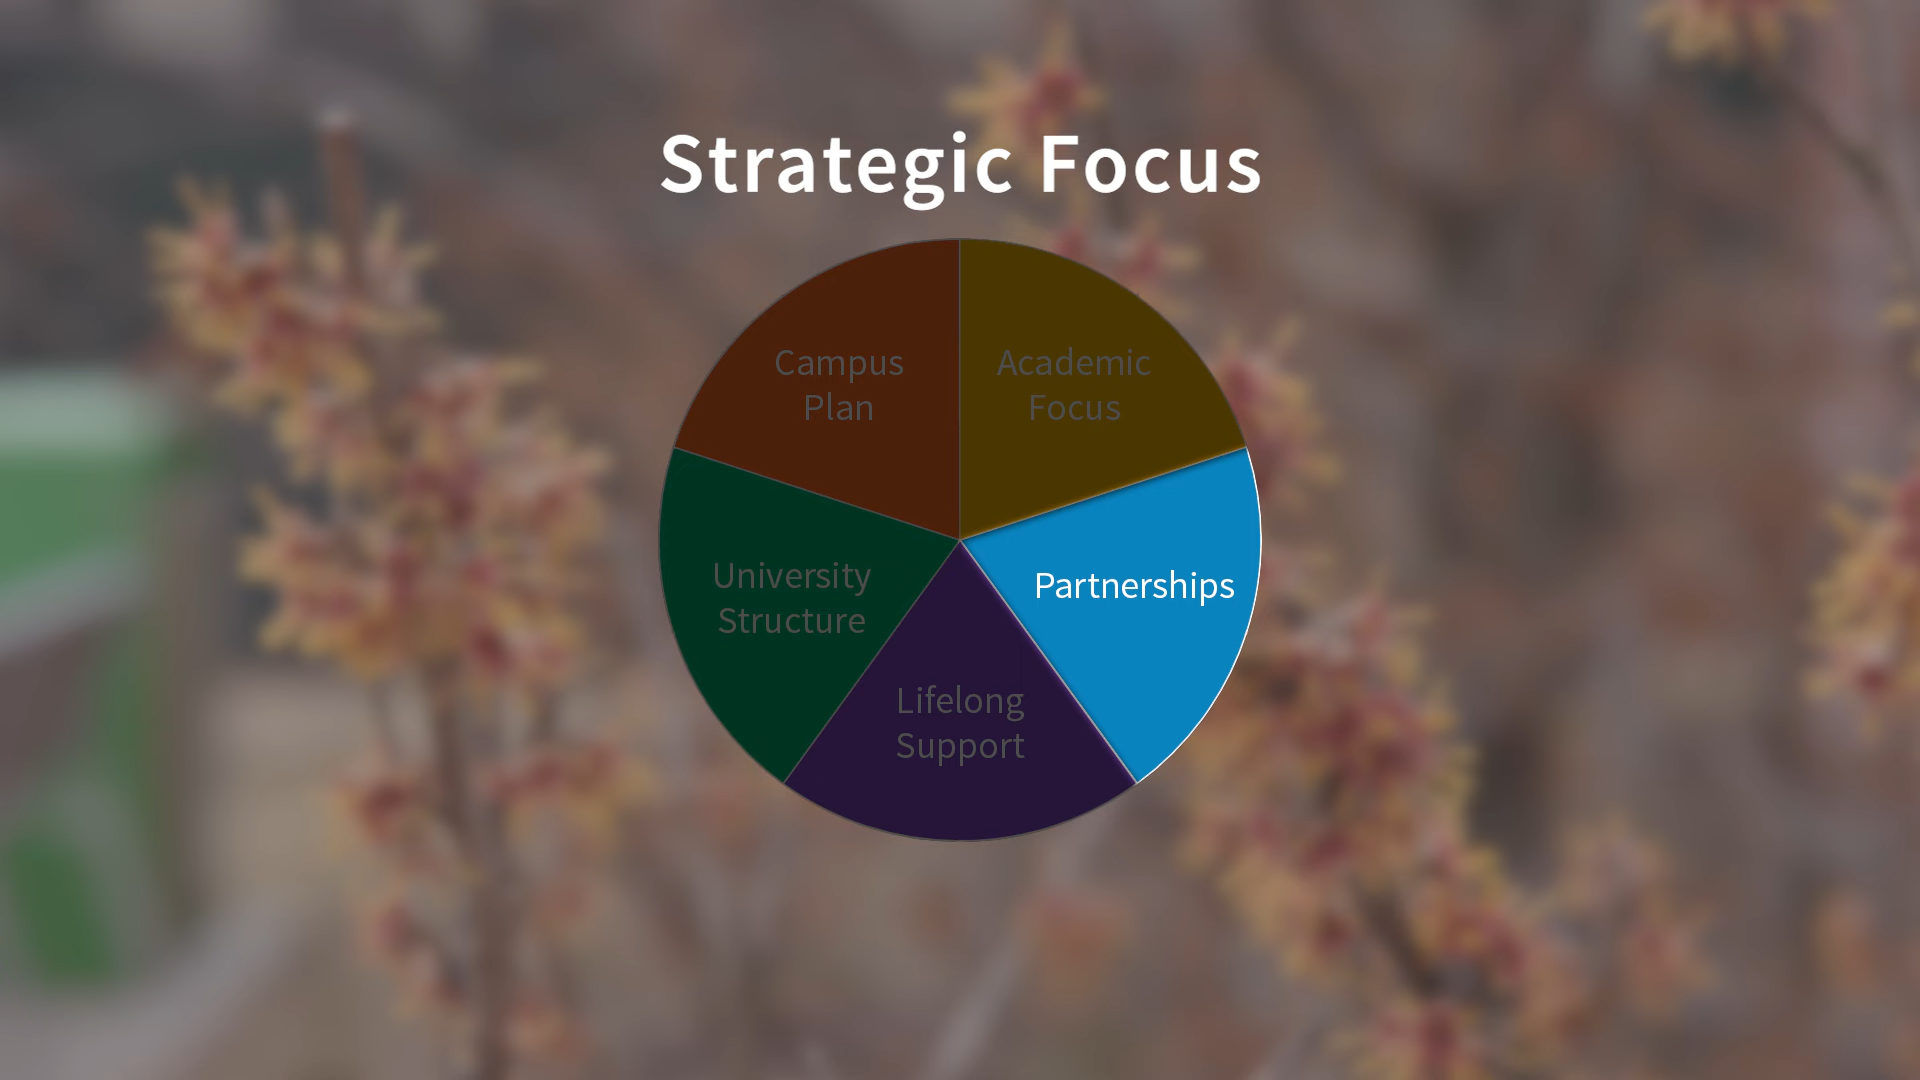 Strategic Focus
Campus
Plan
Academic
Focus
Partnerships
Lifelong
Support
University
Structure